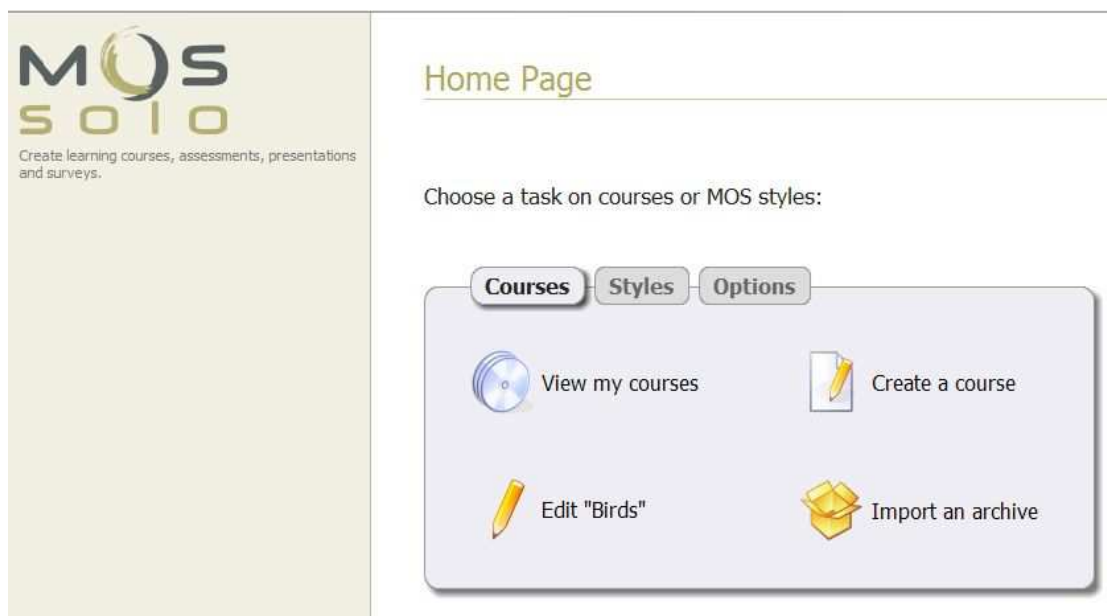 MOS
solo
Create learning courses, assessments, presentations
and surveys.
Home Page
Choose a task on courses or MOS styles:
Courses Styles Options
View my courses Create a course
Edit "Birds" Import an archive